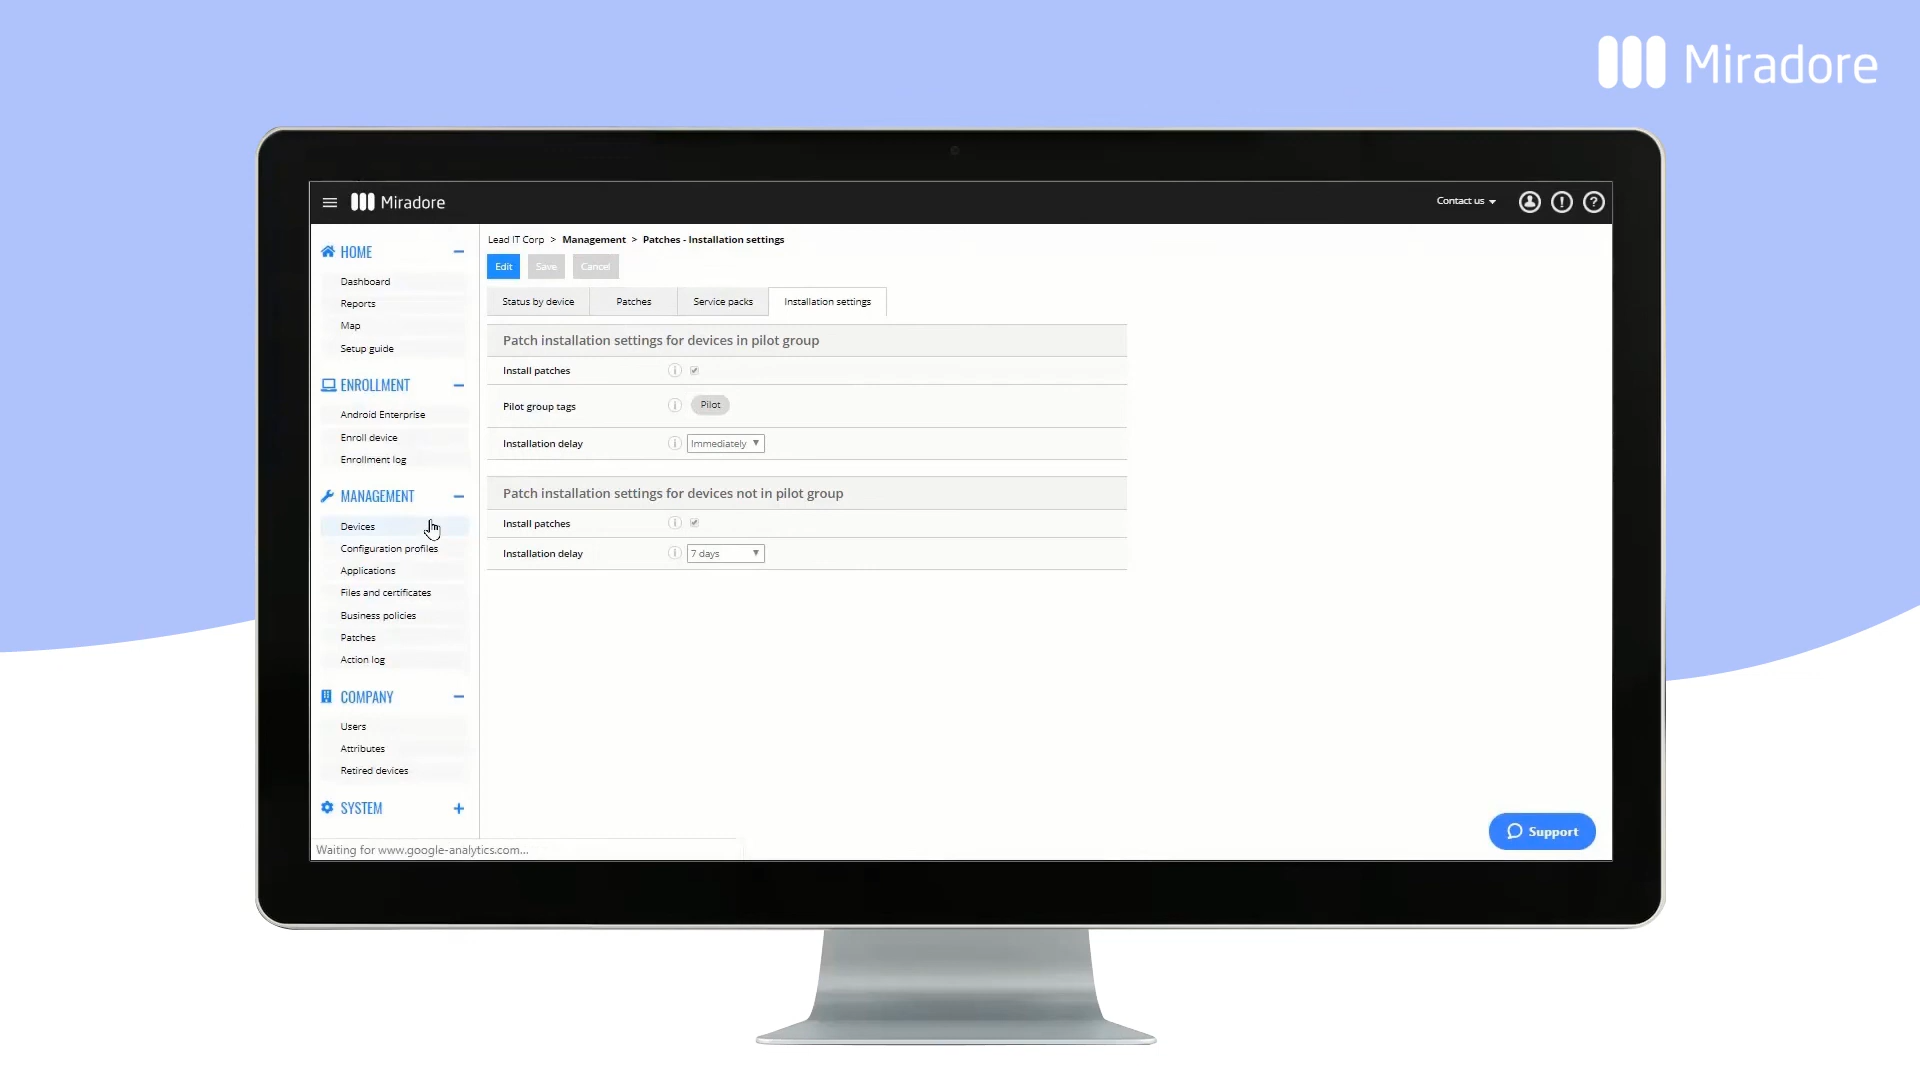 Miradore
Miradore
Contact us
HOME
Dashboard
Reports
Map
Setup guide
ENROLLMENT
Android Enterprise
Enroll device
Enrollment log
MANAGEMENT
Devices
Configuration profiles
Applications
Files and certificates
Business policies
Patches
Action log
COMPANY
Users
Attributes
Retired devices
SYSTEM
Lead IT Corp > Management > Patches - Installation settings
Edit Save Cancel
Status by device Patches Service packs Installation settings
Patch installation settings for devices in pilot group
Install patches
Pilot group tags Pilot
Installation delay Immediately
Patch installation settings for devices not in pilot group
Install patches
Installation delay 7 days
Support
Waiting for www.google-analytics.com...